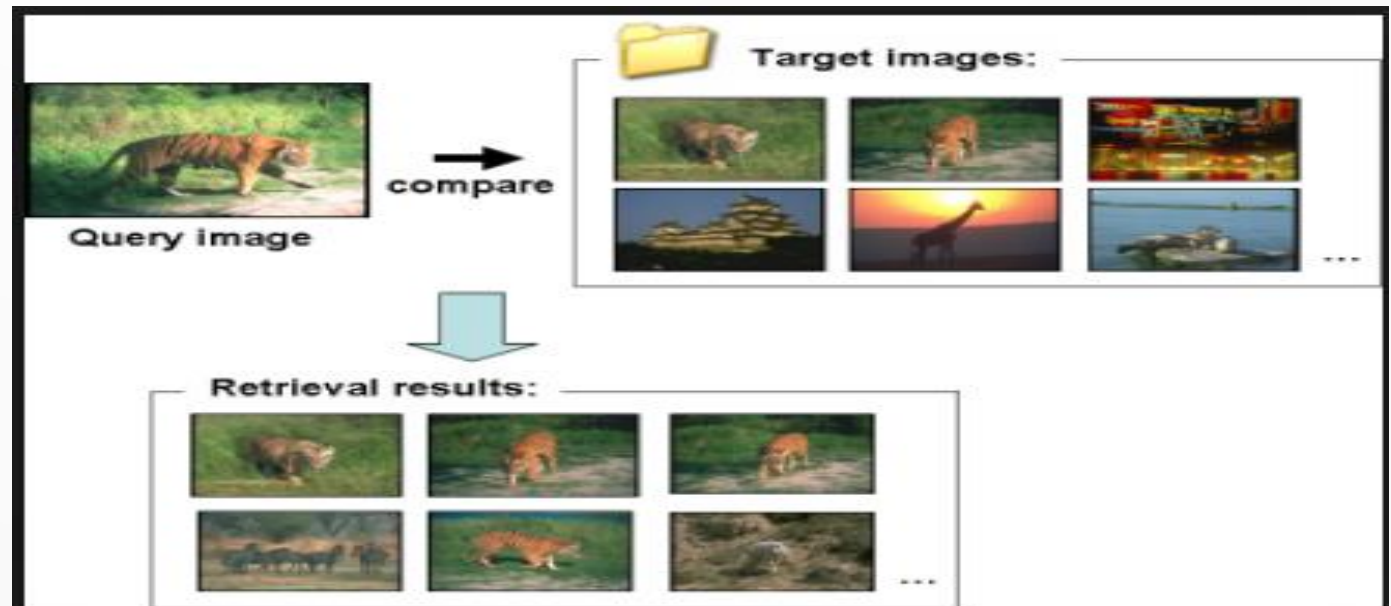 Target images:
compare
Query image
...
Retrieval results:
...